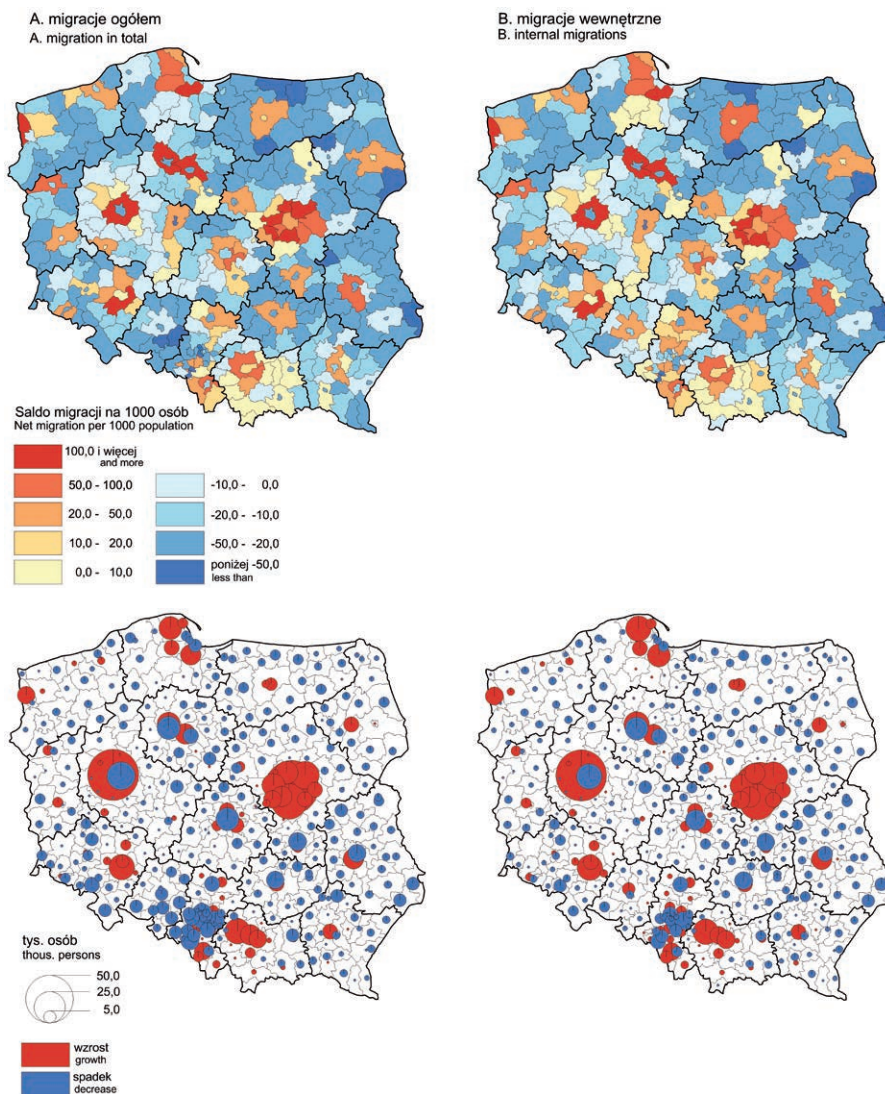 A. migracje ogółem
A. migration in total
B. migracje wewnętrzne
B. internal migrations
Saldo migracji na 1000 osób
Net migration per 1000 population
100,0 i więcej
and more
50,0 - 100,0
20,0 - 50,0
10,0 - 20,0
0,0 - 10,0
-10,0 - 0,0
-20,0 - -10,0
-50,0 - -20,0
poniżej -50,0
less than
tys. osób
thous. persons
50,0
25,0
5,0
wzrost
growth
spadek
decrease